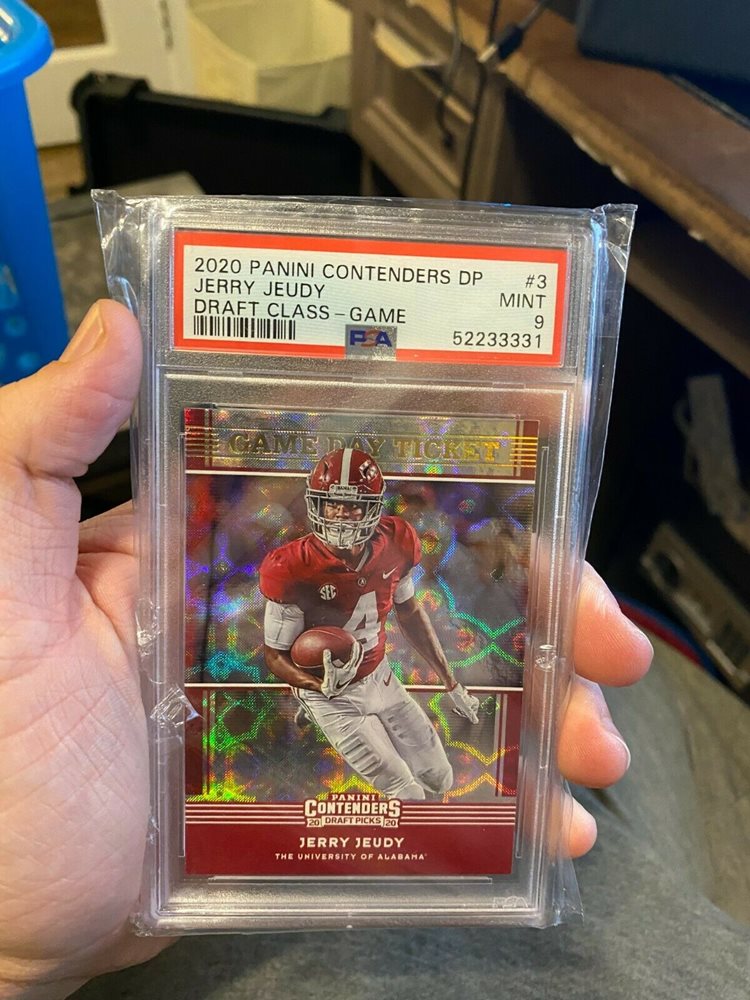 2020 PANINI CONTENDERS DP #3
JERRY JEUDY MINT
DRAFT CLASS-GAME 9
PSA 52233331
GAME DAY TICKET
SEC
4
PANINI
CONTENDERS
20 DRAFT PICKS 20
JERRY JEUDY
THE UNIVERSITY OF ALABAMA